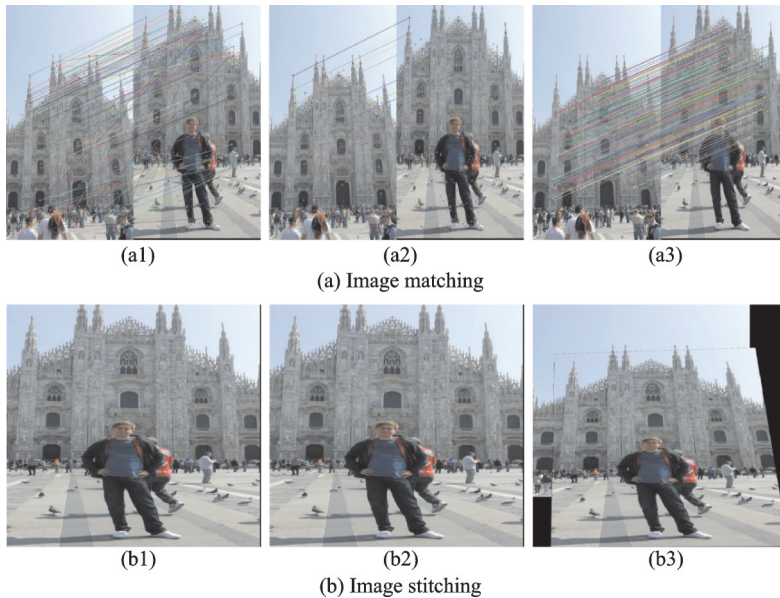 (a1) (a2) (a3)
(a) Image matching
(b1) (b2) (b3)
(b) Image stitching